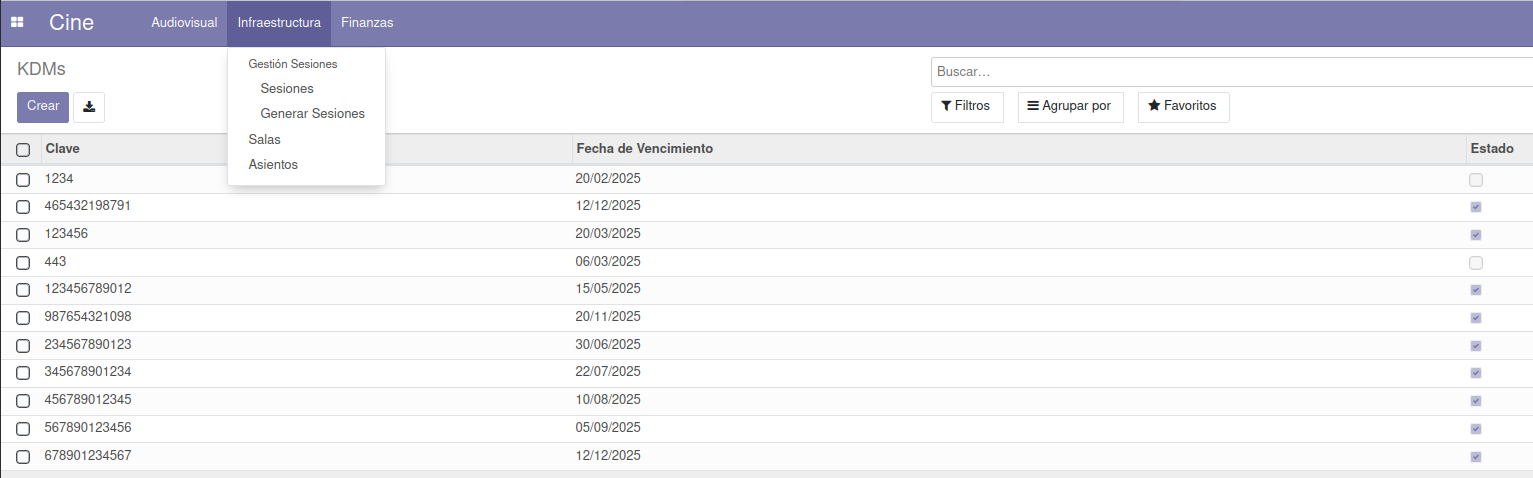 Cine Audiovisual Infraestructura Finanzas
KDMs
Gestión Sesiones
Sesiones
Generar Sesiones
Salas
Asientos
Buscar...
Crear
Filtros Agrupar por Favoritos
Clave Fecha de Vencimiento Estado
1234 20/02/2025
465432198791 12/12/2025
123456 20/03/2025
443 06/03/2025
123456789012 15/05/2025
987654321098 20/11/2025
234567890123 30/06/2025
345678901234 22/07/2025
456789012345 10/08/2025
567890123456 05/09/2025
678901234567 12/12/2025